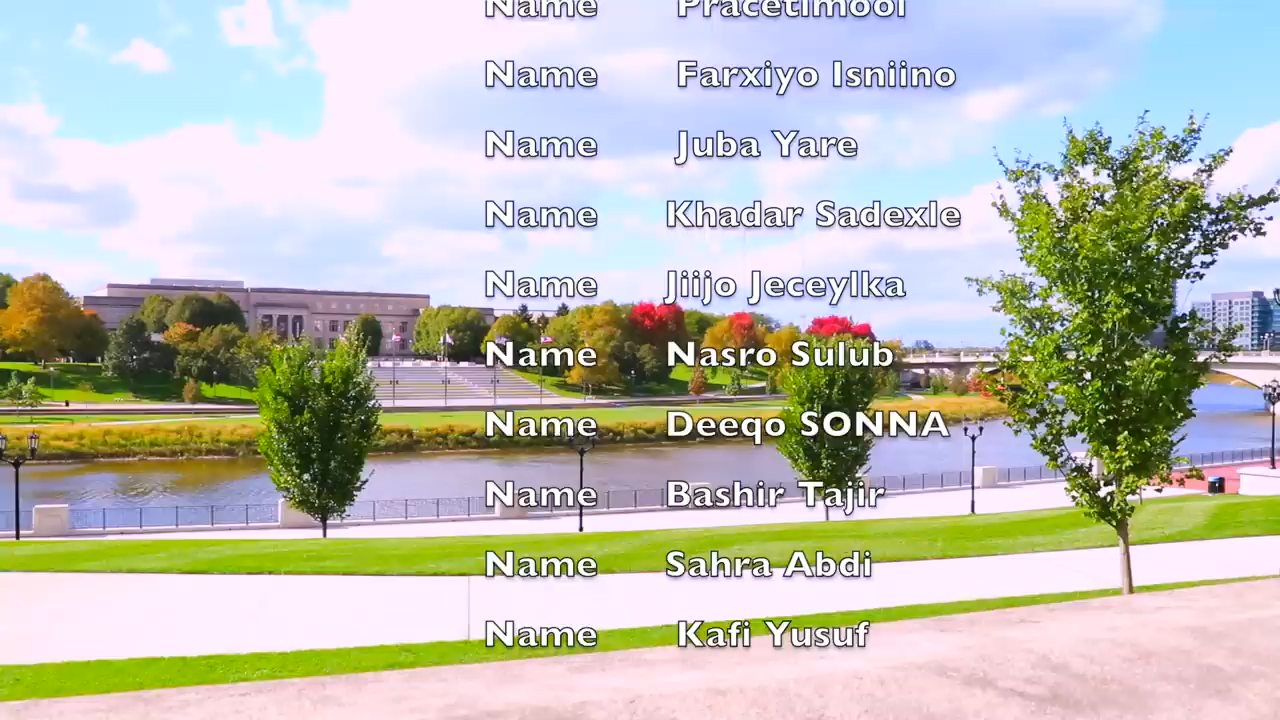 Name
Name Farxiyo Isniino
Name Juba Yare
Name Khadar Sadexle
Name Jiijo Jeceylka
Name Nasro Sulub
Name Deeqo SONNA
Name Bashir Tajir
Name Sahra Abdi
Name Kafi Yusuf